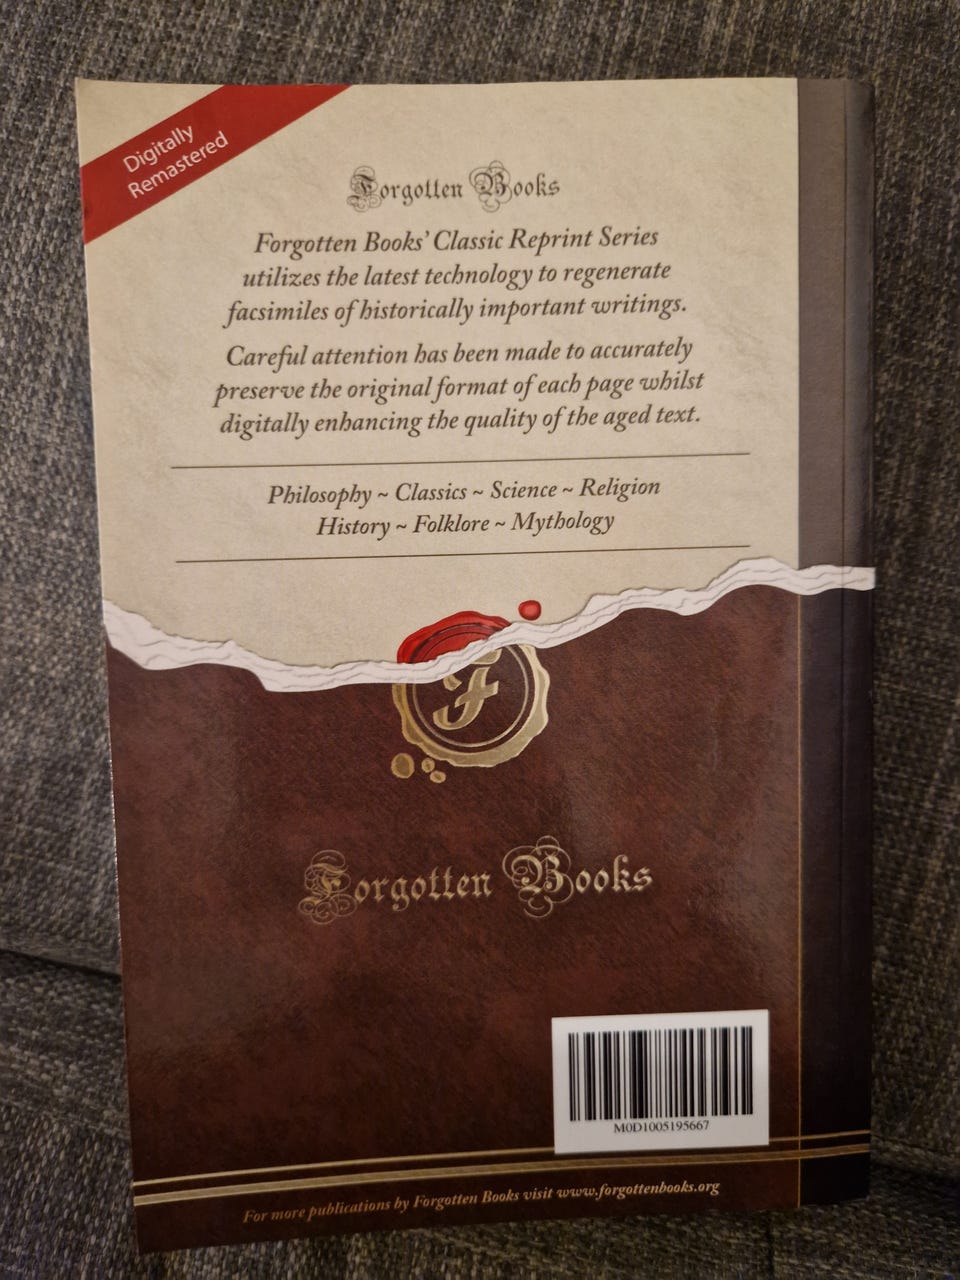 Digitally
Remastered
Forgotten Books
Forgotten Books' Classic Reprint Series
utilizes the latest technology to regenerate
facsimiles of historically important writings.
Careful attention has been made to accurately
preserve the original format of each page whilst
digitally enhancing the quality of the aged text.
Philosophy ~ Classics ~ Science ~ Religion
History ~ Folklore ~ Mythology
F
Forgotten Books
M0D1005195667
For more publications by Forgotten Books visit www.forgottenbooks.org